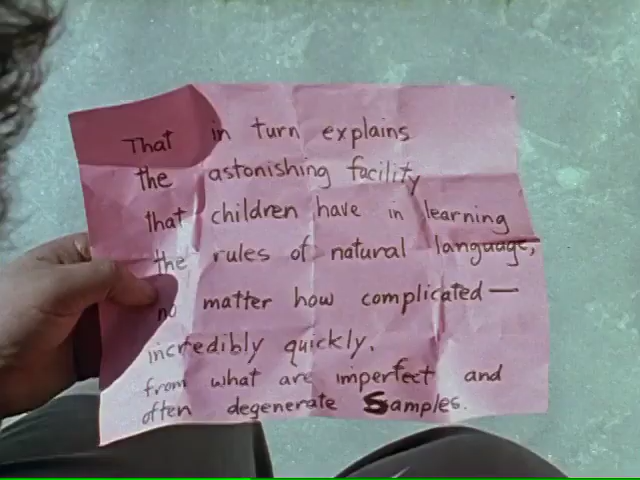 That in turn explains
the astonishing facility
that children have in learning
the rules of natural language,
no matter how complicated—
incredibly quickly.
from what are imperfect and
often degenerate Samples.